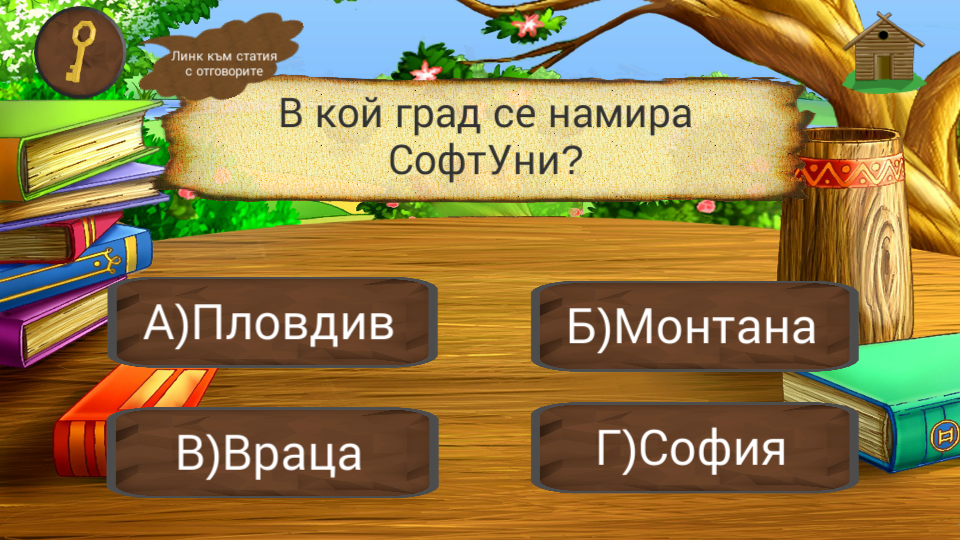 Линк към статия
с отговорите
В кой град се намира
СофтУни?
А)Пловдив
Б)Монтана
В)Враца
Г)София